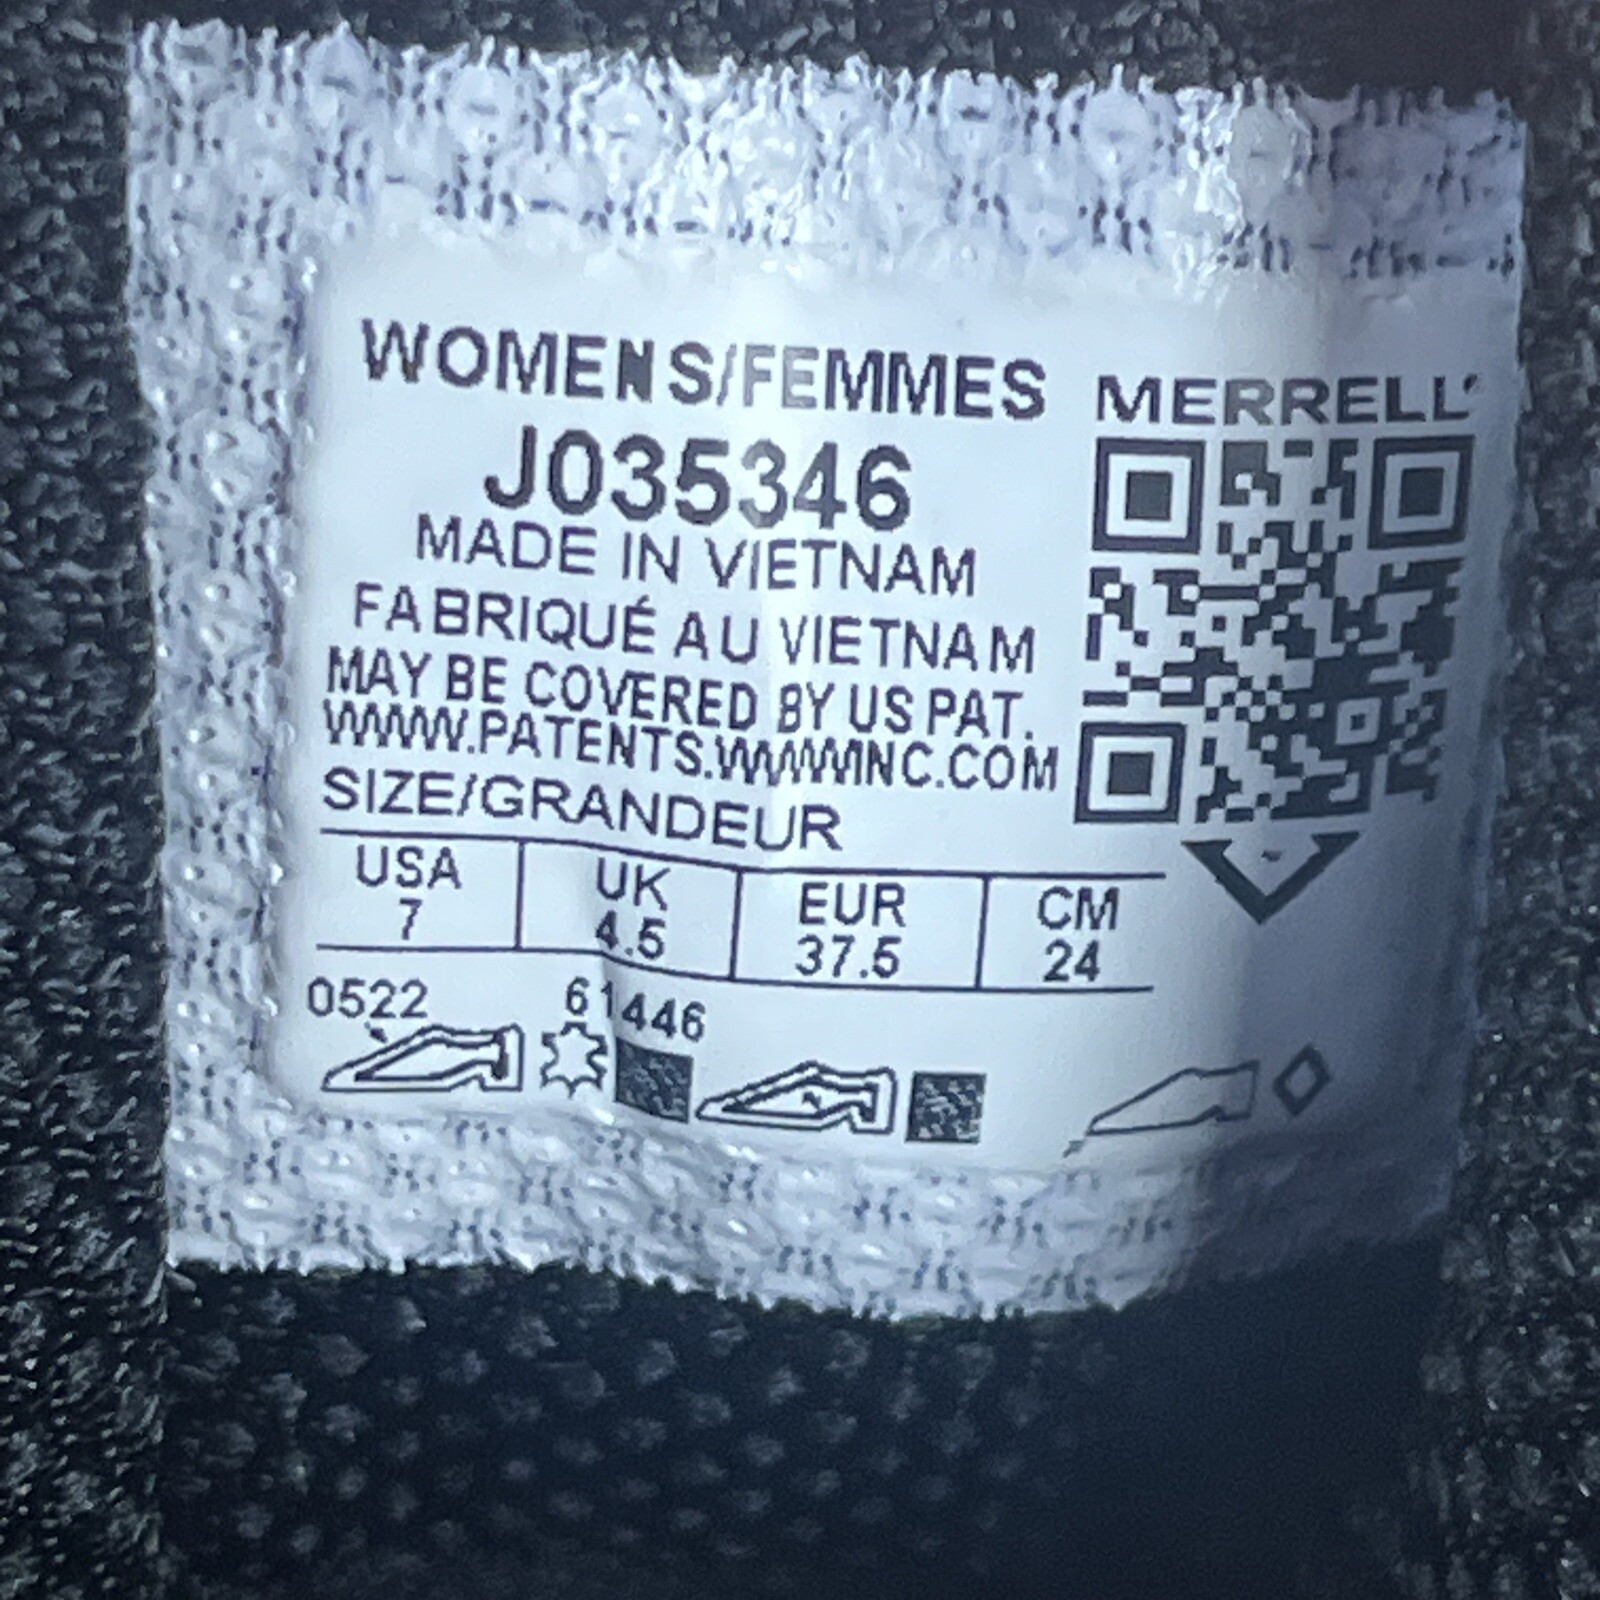 WOMENS/FEMMES
MERRELL
J035346
MADE IN VIETNAM
FABRIQUÉ AU VIETNAM
MAY BE COVERED BY US PAT.
WWW.PATENTS.WWWINC.COM
SIZE/GRANDEUR
USA UK EUR CM
7 4.5 37.5 24
0522 61446